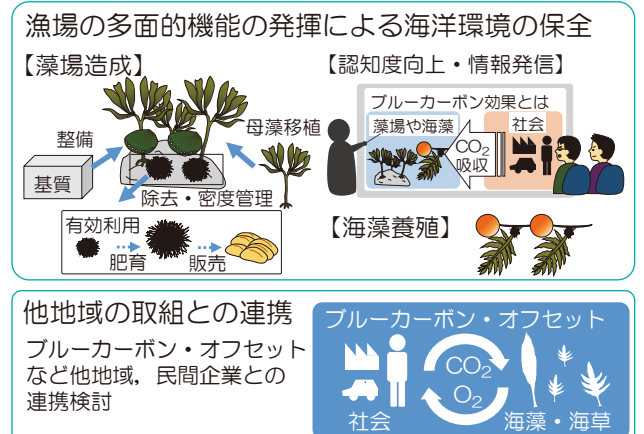 漁場の多面的機能の発揮による海洋環境の保全
【藻場造成】
整備
基質
母藻移植
除去・密度管理
有効利用
肥育
販売
【認知度向上・情報発信】
ブルーカーボン効果とは
藻場や海藻
CO₂
吸収
社会
【海藻養殖】
他地域の取組との連携
ブルーカーボン・オフセット
など他地域，民間企業との
連携検討
ブルーカーボン・オフセット
CO₂
O₂
社会
海藻・海草